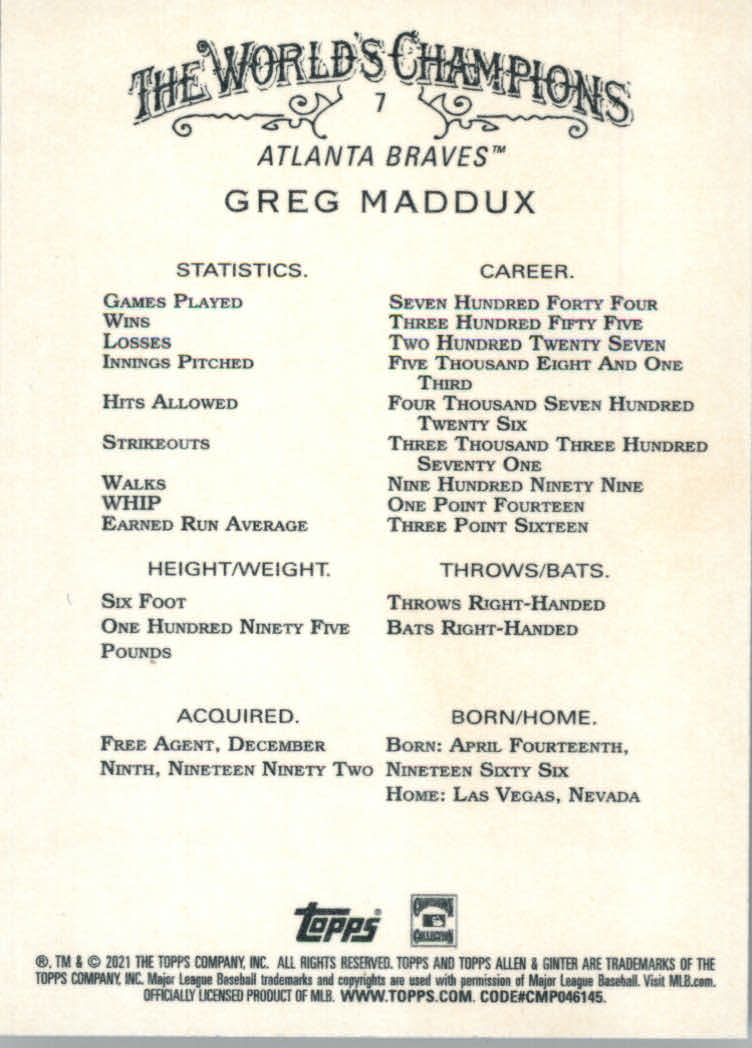 THE WORLD'S CHAMPIONS
7
ATLANTA BRAVES™
GREG MADDUX
STATISTICS. CAREER.
GAMES PLAYED SEVEN HUNDRED FORTY FOUR
WINS THREE HUNDRED FIFTY FIVE
LOSSES TWO HUNDRED TWENTY SEVEN
INNINGS PITCHED FIVE THOUSAND EIGHT AND ONE
THIRD
HITS ALLOWED FOUR THOUSAND SEVEN HUNDRED
TWENTY SIX
STRIKEOUTS THREE THOUSAND THREE HUNDRED
SEVENTY ONE
WALKS NINE HUNDRED NINETY NINE
WHIP ONE POINT FOURTEEN
EARNED RUN AVERAGE THREE POINT SIXTEEN
HEIGHT/WEIGHT. THROWS/BATS.
SIX FOOT THROWS RIGHT-HANDED
ONE HUNDRED NINETY FIVE BATS RIGHT-HANDED
POUNDS
ACQUIRED. BORN/HOME.
FREE AGENT, DECEMBER BORN: APRIL FOURTEENTH,
NINTH, NINETEEN NINETY TWO NINETEEN SIXTY SIX
HOME: LAS VEGAS, NEVADA
Topps®
COOPERSTOWN
COLLECTION
®, TM & © 2021 THE TOPPS COMPANY, INC. ALL RIGHTS RESERVED. TOPPS AND TOPPS ALLEN & GINTER ARE TRADEMARKS OF THE
TOPPS COMPANY, INC. Major League Baseball trademarks and copyrights are used with permission of Major League Baseball. Visit MLB.com.
OFFICIALLY LICENSED PRODUCT OF MLB. WWW.TOPPS.COM. CODE#CMP046145.